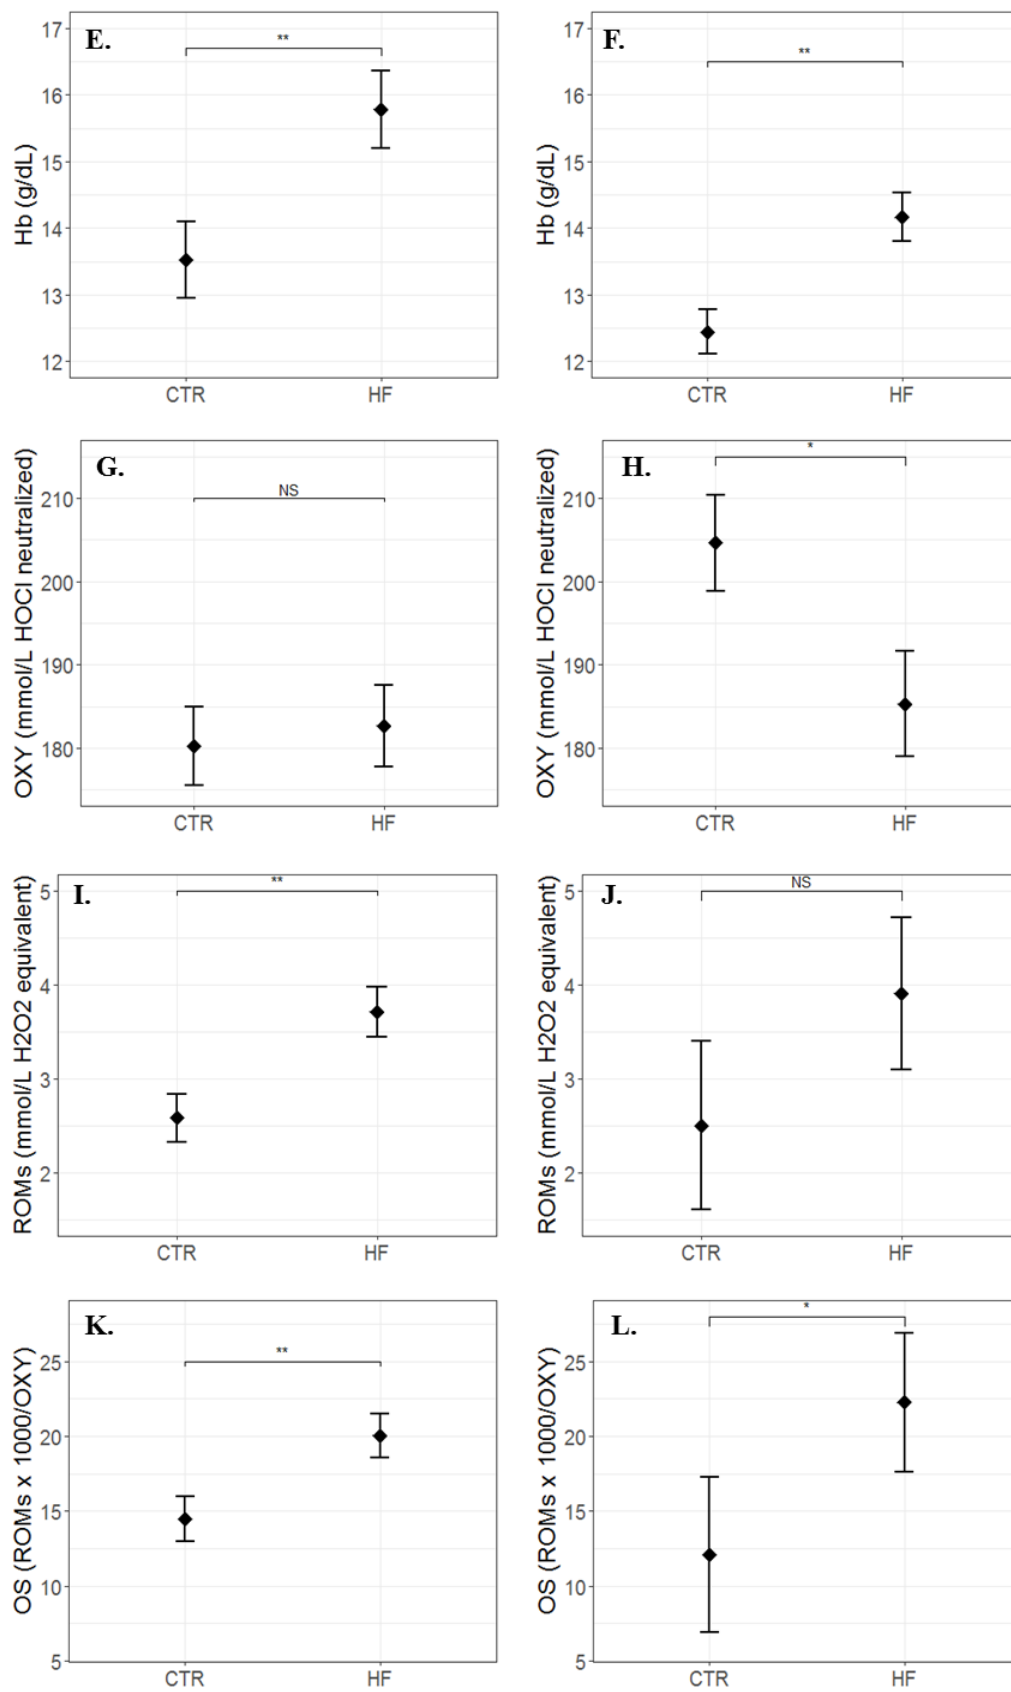 E.
**
Hb (g/dL)
17
16
15
14
13
12
CTR HF
F.
**
Hb (g/dL)
17
16
15
14
13
12
CTR HF
G.
NS
OXY (mmol/L HOCl neutralized)
210
200
190
180
CTR HF
H.
*
OXY (mmol/L HOCl neutralized)
210
200
190
180
CTR HF
I.
**
ROMs (mmol/L H2O2 equivalent)
5
4
3
2
CTR HF
J.
NS
ROMs (mmol/L H2O2 equivalent)
5
4
3
2
CTR HF
K.
**
OS (ROMs x 1000/OXY)
25
20
15
10
5
CTR HF
L.
*
OS (ROMs x 1000/OXY)
25
20
15
10
5
CTR HF